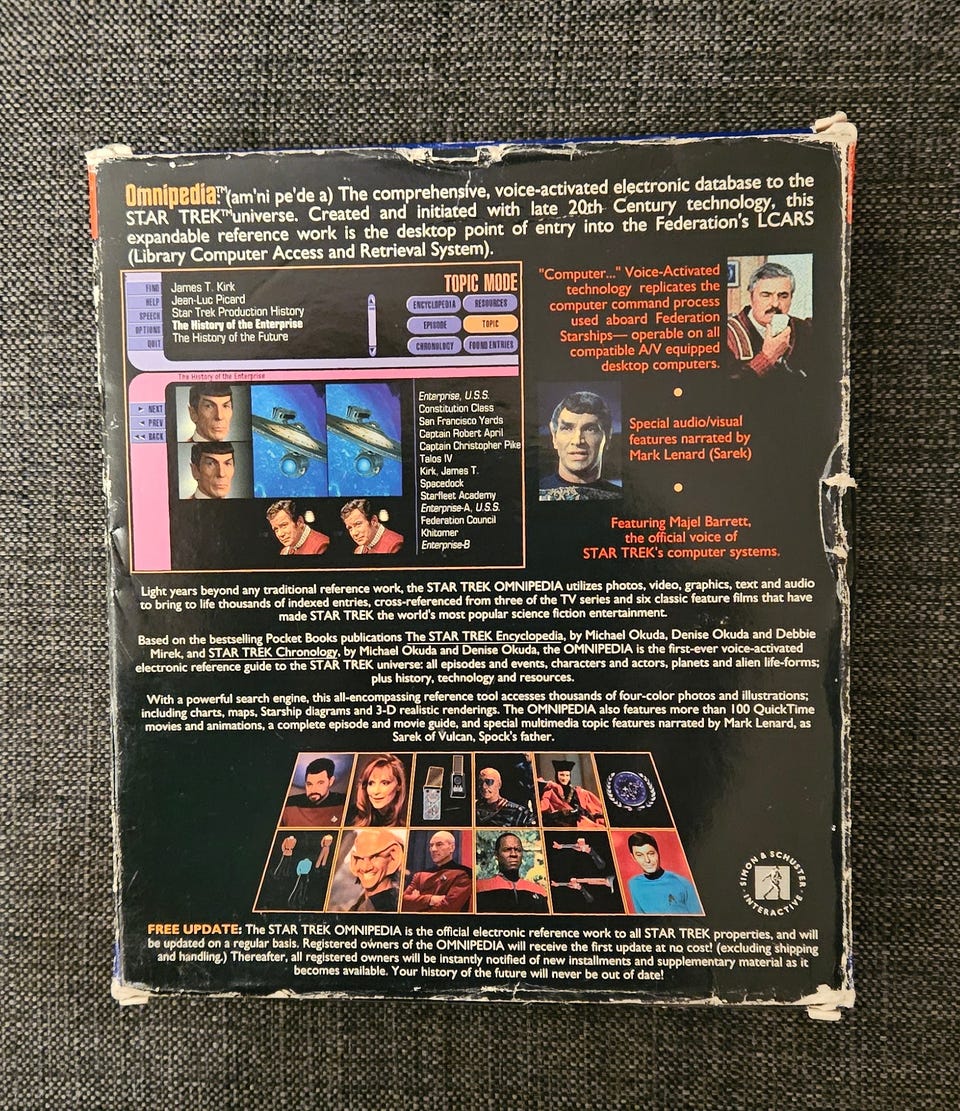 Omnipedia:™ (am'ni pe'de a) The comprehensive, voice-activated electronic database to the
STAR TREK™ universe. Created and initiated with late 20th Century technology, this
expandable reference work is the desktop point of entry into the Federation's LCARS
(Library Computer Access and Retrieval System).
FIND
HELP
SPEECH
OPTIONS
QUIT
James T. Kirk
Jean-Luc Picard
Star Trek Production History
The History of the Enterprise
The History of the Future
TOPIC MODE
ENCYCLOPEDIA RESOURCES
EPISODE TOPIC
CHRONOLOGY FOUND ENTRIES
The History of the Enterprise
NEXT
PREV
BACK
Enterprise, U.S.S.
Constitution Class
San Francisco Yards
Captain Robert April
Captain Christopher Pike
Talos IV
Kirk, James T.
Spacedock
Starfleet Academy
Enterprise-A, U.S.S.
Federation Council
Khitomer
Enterprise-B
"Computer..." Voice-Activated
technology replicates the
computer command process
used aboard Federation
Starships— operable on all
compatible A/V equipped
desktop computers.
Special audio/visual
features narrated by
Mark Lenard (Sarek)
Featuring Majel Barrett,
the official voice of
STAR TREK's computer systems.
Light years beyond any traditional reference work, the STAR TREK OMNIPEDIA utilizes photos, video, graphics, text and audio
to bring to life thousands of indexed entries, cross-referenced from three of the TV series and six classic feature films that have
made STAR TREK the world's most popular science fiction entertainment.
Based on the bestselling Pocket Books publications The STAR TREK Encyclopedia, by Michael Okuda, Denise Okuda and Debbie
Mirek, and STAR TREK Chronology, by Michael Okuda and Denise Okuda, the OMNIPEDIA is the first-ever voice-activated
electronic reference guide to the STAR TREK universe: all episodes and events, characters and actors, planets and alien life-forms;
plus history, technology and resources.
With a powerful search engine, this all-encompassing reference tool accesses thousands of four-color photos and illustrations;
including charts, maps, Starship diagrams and 3-D realistic renderings. The OMNIPEDIA also features more than 100 QuickTime
movies and animations, a complete episode and movie guide, and special multimedia topic features narrated by Mark Lenard, as
Sarek of Vulcan, Spock's father.
SIMON & SCHUSTER
INTERACTIVE
FREE UPDATE: The STAR TREK OMNIPEDIA is the official electronic reference work to all STAR TREK properties, and will
be updated on a regular basis. Registered owners of the OMNIPEDIA will receive the first update at no cost! (excluding shipping
and handling.) Thereafter, all registered owners will be instantly notified of new installments and supplementary material as it
becomes available. Your history of the future will never be out of date!